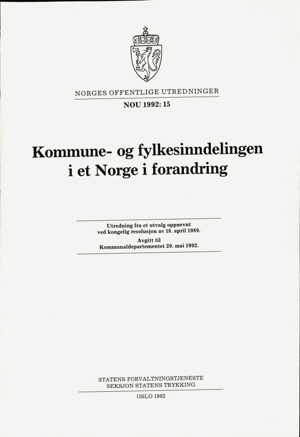 NORGES OFFENTLIGE UTREDNINGER
NOU 1992: 15
Kommune- og fylkesinndelingen
i et Norge i forandring
Utredning fra et utvalg oppnevnt
ved kongelig resolusjon av 18. april 1989.
Avgitt til
Kommunaldepartementet 20. mai 1992.
STATENS FORVALTNINGSTJENESTE
SEKSJON STATENS TRYKKING
OSLO 1992